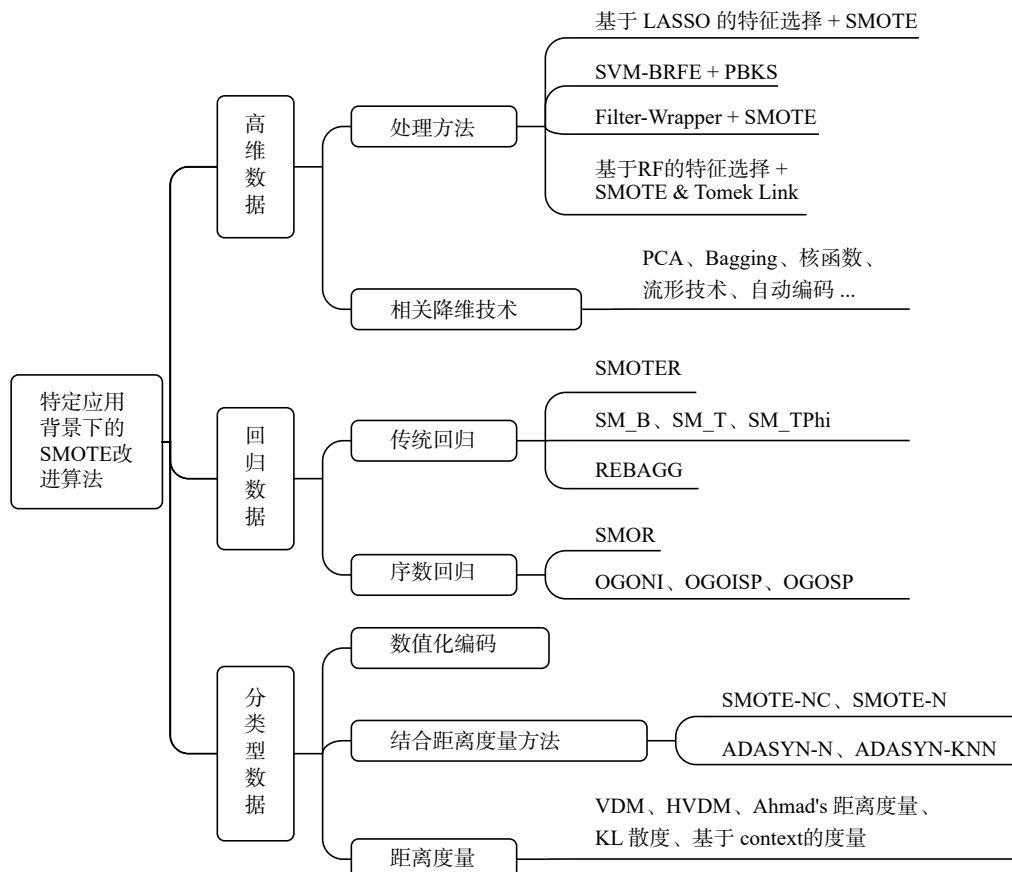 特定应用
背景下的
SMOTE改
进算法
高
维
数
据
处理方法
基于 LASSO 的特征选择 + SMOTE
SVM-BRFE + PBKS
Filter-Wrapper + SMOTE
基于RF的特征选择 +
SMOTE & Tomek Link
相关降维技术
PCA、Bagging、核函数、
流形技术、自动编码 ...
回
归
数
据
传统回归
SMOTER
SM_B、SM_T、SM_TPhi
REBAGG
序数回归
SMOR
OGONI、OGOISP、OGOSP
分
类
型
数
据
数值化编码
结合距离度量方法
SMOTE-NC、SMOTE-N
ADASYN-N、ADASYN-KNN
距离度量
VDM、HVDM、Ahmad's 距离度量、
KL 散度、基于 context的度量